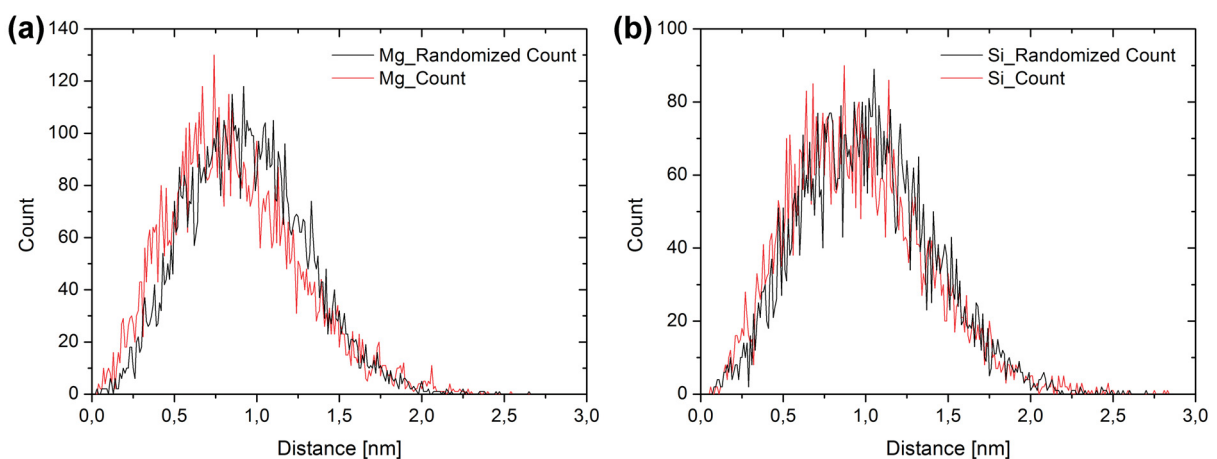 (a)
140
120
100
80
60
40
20
0
Count
Mg_Randomized Count
Mg_Count
0,0 0,5 1,0 1,5 2,0 2,5 3,0
Distance [nm]
(b)
100
80
60
40
20
0
Count
Si_Randomized Count
Si_Count
0,0 0,5 1,0 1,5 2,0 2,5 3,0
Distance [nm]